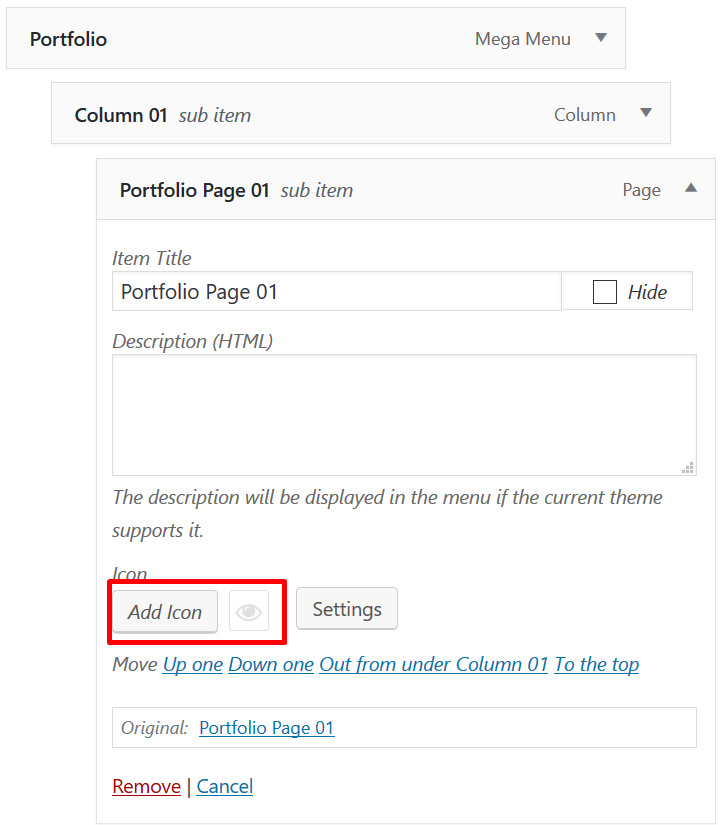 Portfolio Mega Menu
Column 01 sub item Column
Portfolio Page 01 sub item Page
Item Title
Portfolio Page 01 Hide
Description (HTML)
The description will be displayed in the menu if the current theme
supports it.
Icon
Add Icon Settings
Move Up one Down one Out from under Column 01 To the top
Original: Portfolio Page 01
Remove | Cancel